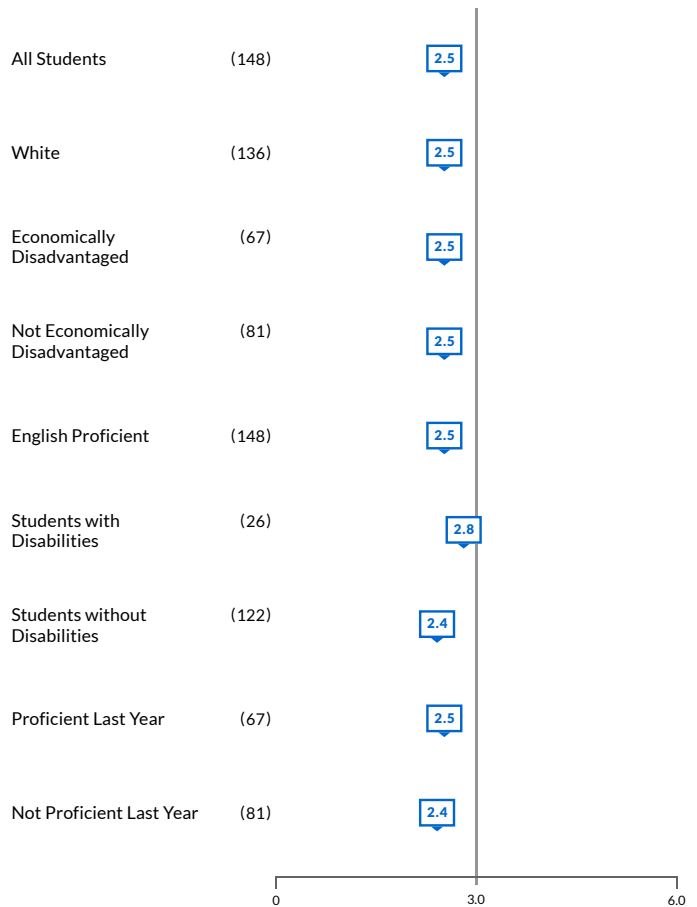 All Students (148) 2.5
White (136) 2.5
Economically (67)
Disadvantaged 2.5
Not Economically (81)
Disadvantaged 2.5
English Proficient (148) 2.5
Students with (26)
Disabilities 2.8
Students without (122)
Disabilities 2.4
Proficient Last Year (67) 2.5
Not Proficient Last Year (81) 2.4
0 3.0 6.0